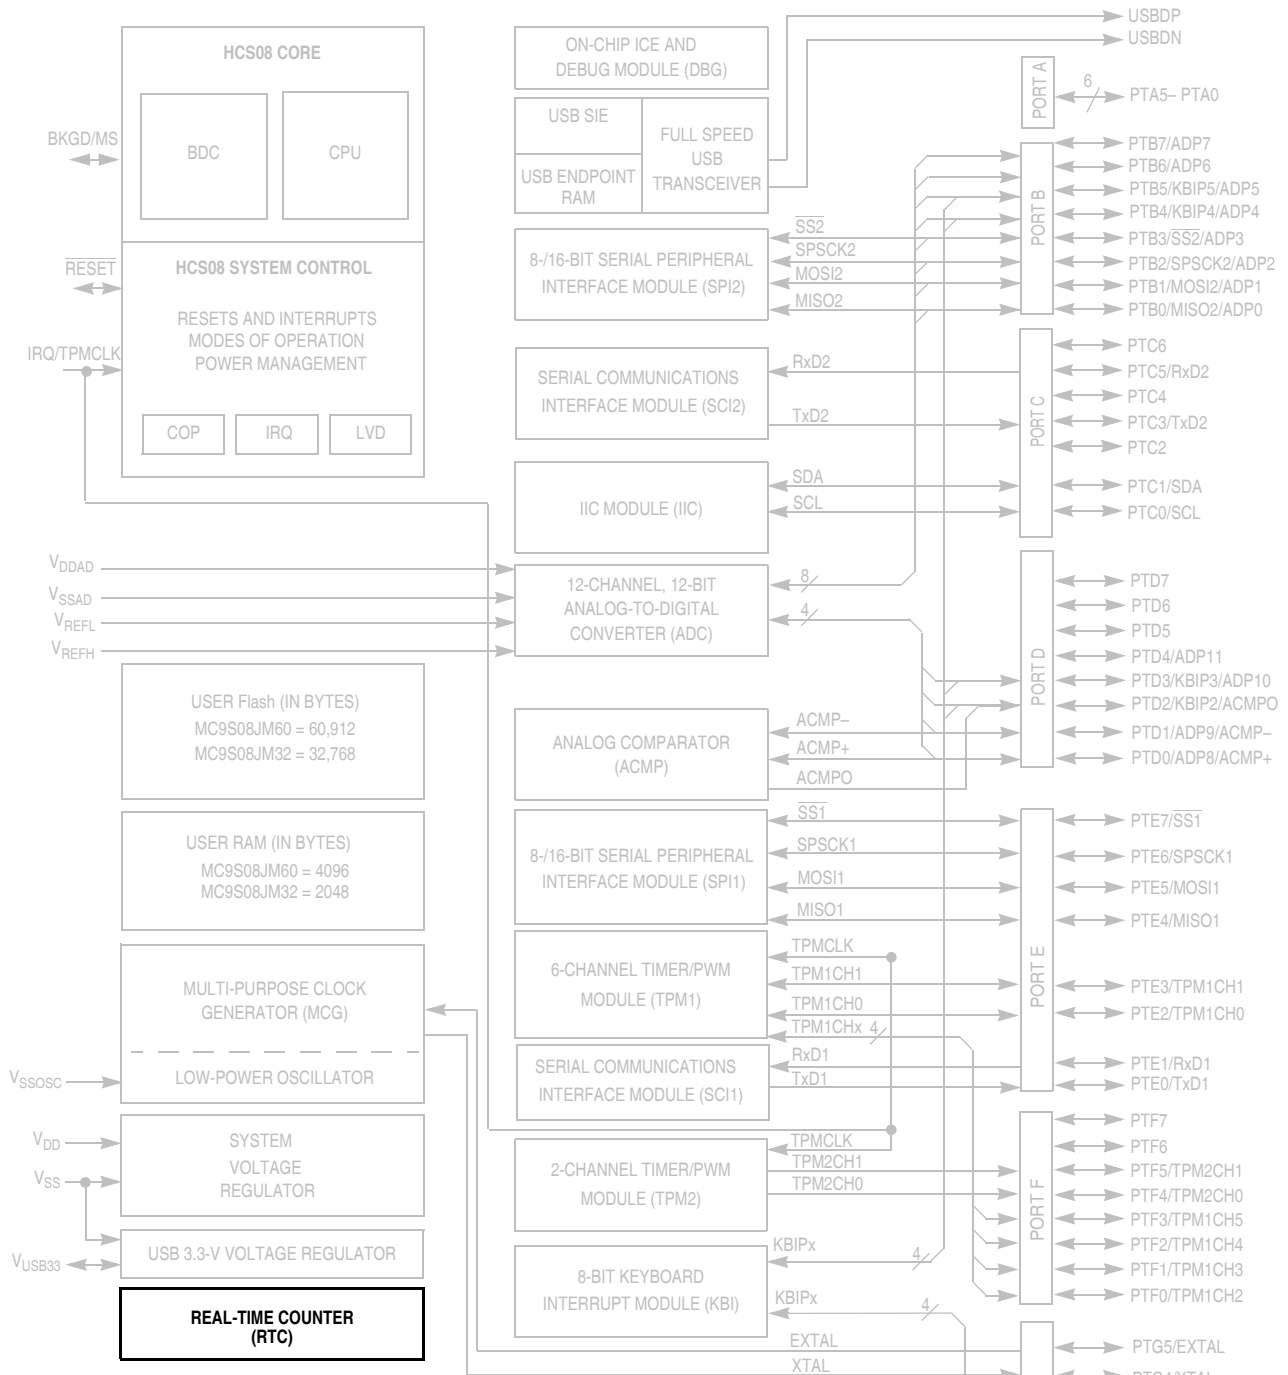 HCS08 CORE
BDC
CPU
BKGD/MS
RESET
HCS08 SYSTEM CONTROL
RESETS AND INTERRUPTS
MODES OF OPERATION
POWER MANAGEMENT
IRQ/TPMCLK
COP
IRQ
LVD
VDDAD
VSSAD
VREFL
VREFH
USER Flash (IN BYTES)
MC9S08JM60 = 60,912
MC9S08JM32 = 32,768
USER RAM (IN BYTES)
MC9S08JM60 = 4096
MC9S08JM32 = 2048
MULTI-PURPOSE CLOCK
GENERATOR (MCG)
LOW-POWER OSCILLATOR
VSSOSC
VDD
VSS
SYSTEM
VOLTAGE
REGULATOR
VUSB33
USB 3.3-V VOLTAGE REGULATOR
REAL-TIME COUNTER
(RTC)
ON-CHIP ICE AND
DEBUG MODULE (DBG)
USB SIE
USB ENDPOINT
RAM
FULL SPEED
USB
TRANSCEIVER
8-/16-BIT SERIAL PERIPHERAL
INTERFACE MODULE (SPI2)
SS2
SPSCK2
MOSI2
MISO2
SERIAL COMMUNICATIONS
INTERFACE MODULE (SCI2)
RxD2
TxD2
IIC MODULE (IIC)
SDA
SCL
12-CHANNEL, 12-BIT
ANALOG-TO-DIGITAL
CONVERTER (ADC)
8
4
ANALOG COMPARATOR
(ACMP)
ACMP–
ACMP+
ACMPO
8-/16-BIT SERIAL PERIPHERAL
INTERFACE MODULE (SPI1)
SS1
SPSCK1
MOSI1
MISO1
6-CHANNEL TIMER/PWM
MODULE (TPM1)
TPMCLK
TPM1CH1
TPM1CH0
TPM1CHx 4
SERIAL COMMUNICATIONS
INTERFACE MODULE (SCI1)
RxD1
TxD1
2-CHANNEL TIMER/PWM
MODULE (TPM2)
TPMCLK
TPM2CH1
TPM2CH0
8-BIT KEYBOARD
INTERRUPT MODULE (KBI)
KBIPx
4
KBIPx
4
EXTAL
XTAL
USBDP
USBDN
PORT A
6
PTA5– PTA0
PORT B
PTB7/ADP7
PTB6/ADP6
PTB5/KBIP5/ADP5
PTB4/KBIP4/ADP4
PTB3/SS2/ADP3
PTB2/SPSCK2/ADP2
PTB1/MOSI2/ADP1
PTB0/MISO2/ADP0
PORT C
PTC6
PTC5/RxD2
PTC4
PTC3/TxD2
PTC2
PTC1/SDA
PTC0/SCL
PORT D
PTD7
PTD6
PTD5
PTD4/ADP11
PTD3/KBIP3/ADP10
PTD2/KBIP2/ACMPO
PTD1/ADP9/ACMP–
PTD0/ADP8/ACMP+
PORT E
PTE7/SS1
PTE6/SPSCK1
PTE5/MOSI1
PTE4/MISO1
PTE3/TPM1CH1
PTE2/TPM1CH0
PTE1/RxD1
PTE0/TxD1
PORT F
PTF7
PTF6
PTF5/TPM2CH1
PTF4/TPM2CH0
PTF3/TPM1CH5
PTF2/TPM1CH4
PTF1/TPM1CH3
PTF0/TPM1CH2
PTG5/EXTAL